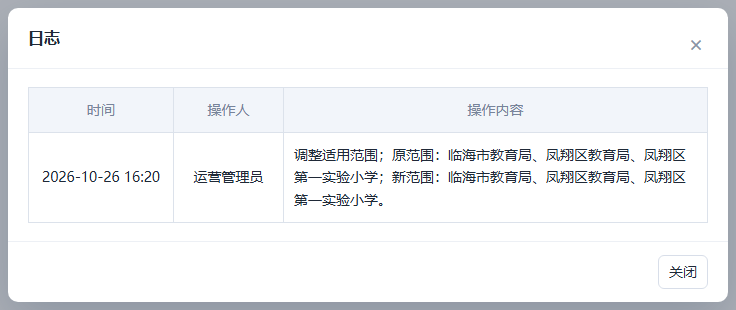 日志
×
时间 操作人 操作内容
2026-10-26 16:20 运营管理员 调整适用范围；原范围：临海市教育局、凤翔区教育局、凤翔区
第一实验小学；新范围：临海市教育局、凤翔区教育局、凤翔区
第一实验小学。
关闭